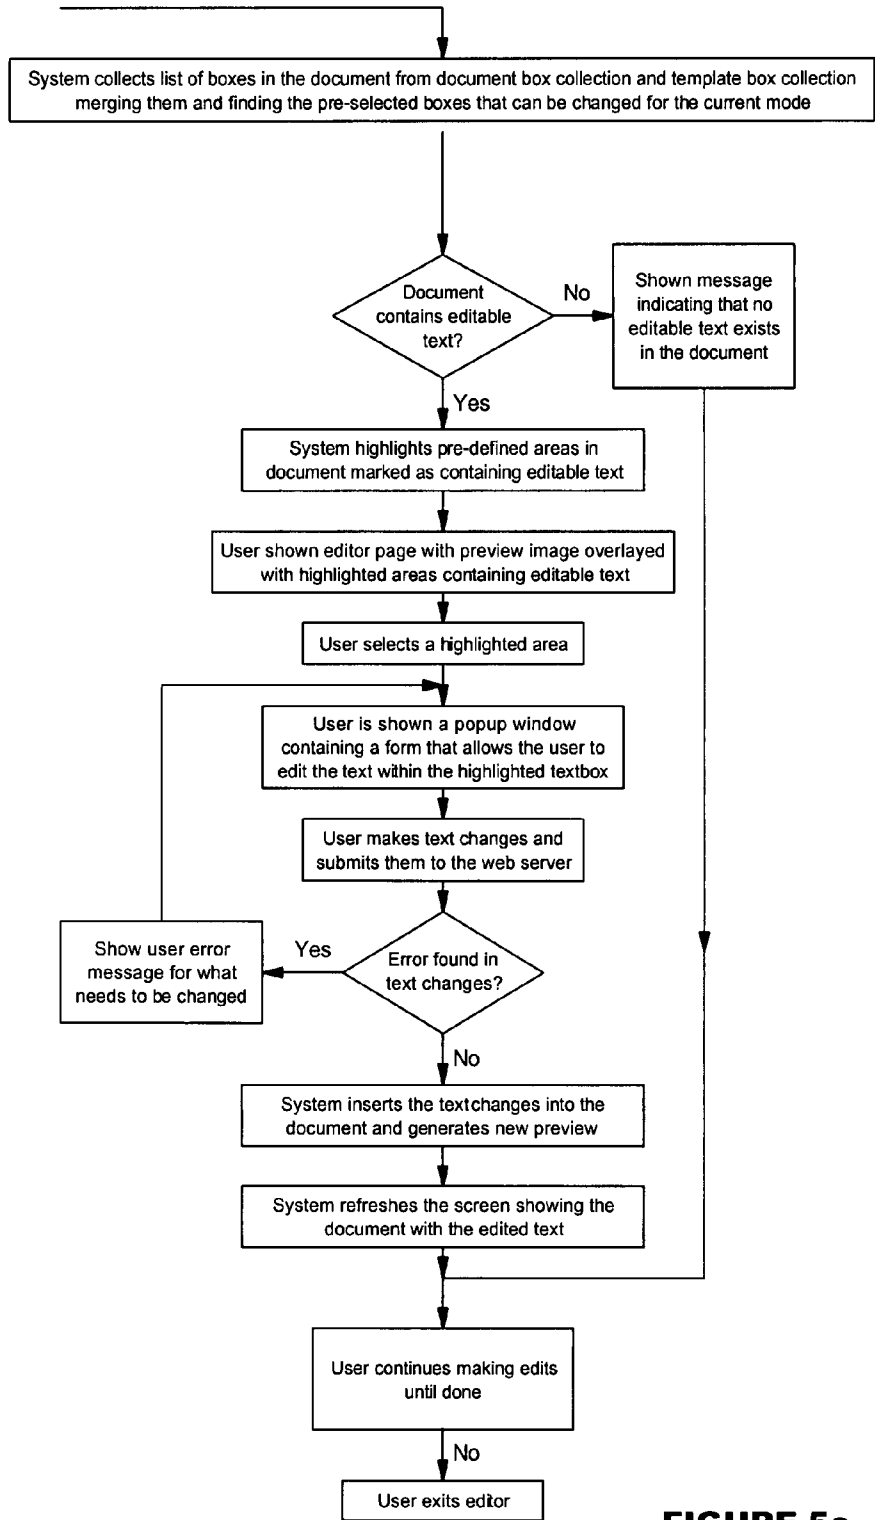 System collects list of boxes in the document from document box collection and template box collection
merging them and finding the pre-selected boxes that can be changed for the current mode
Document
contains editable
text?
No
Shown message
indicating that no
editable text exists
in the document
Yes
System highlights pre-defined areas in
document marked as containing editable text
User shown editor page with preview image overlayed
with highlighted areas containing editable text
User selects a highlighted area
User is shown a popup window
containing a form that allows the user to
edit the text within the highlighted textbox
User makes text changes and
submits them to the web server
Error found in
text changes?
Yes
Show user error
message for what
needs to be changed
No
System inserts the text changes into the
document and generates new preview
System refreshes the screen showing the
document with the edited text
User continues making edits
until done
No
User exits editor
FIGURE